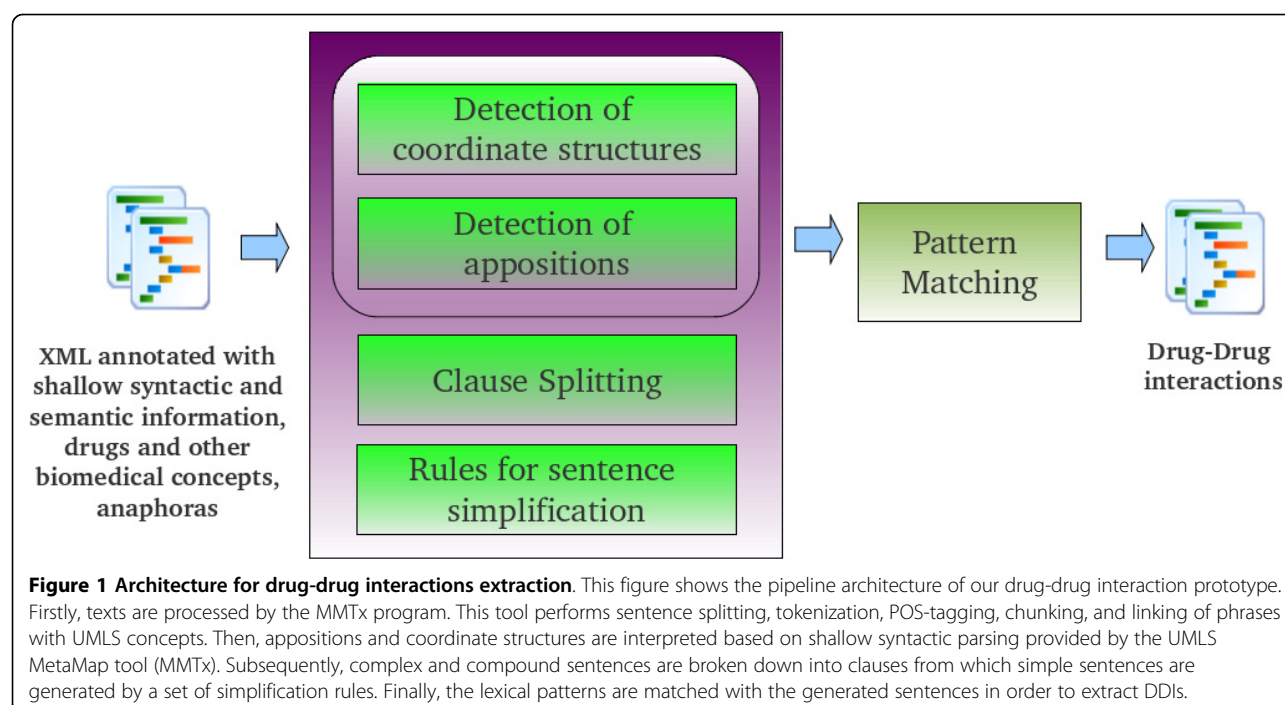 XML annotated with
shallow syntactic and
semantic information,
drugs and other
biomedical concepts,
anaphoras
Detection of
coordinate structures
Detection of
appositions
Clause Splitting
Rules for sentence
simplification
Pattern
Matching
Drug-Drug
interactions
Figure 1 Architecture for drug-drug interactions extraction. This figure shows the pipeline architecture of our drug-drug interaction prototype.
Firstly, texts are processed by the MMTx program. This tool performs sentence splitting, tokenization, POS-tagging, chunking, and linking of phrases
with UMLS concepts. Then, appositions and coordinate structures are interpreted based on shallow syntactic parsing provided by the UMLS
MetaMap tool (MMTx). Subsequently, complex and compound sentences are broken down into clauses from which simple sentences are
generated by a set of simplification rules. Finally, the lexical patterns are matched with the generated sentences in order to extract DDIs.